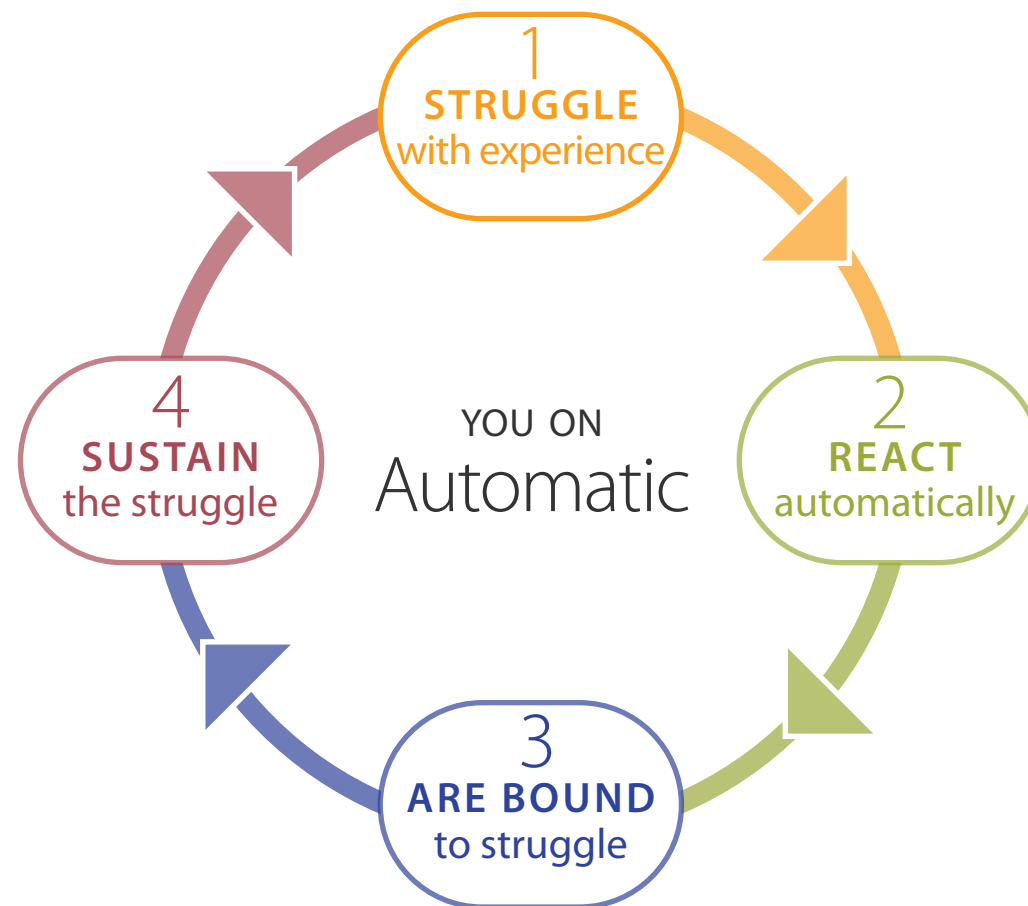 1
STRUGGLE
with experience
2
REACT
automatically
3
ARE BOUND
to struggle
4
SUSTAIN
the struggle
YOU ON
Automatic